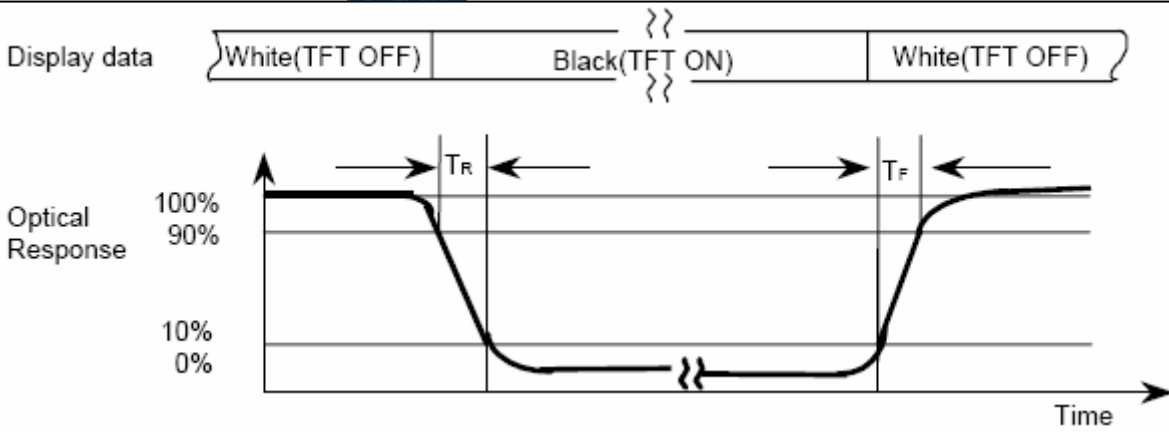 Display data White(TFT OFF) Black(TFT ON) White(TFT OFF)
TR TF
100%
Optical
Response
90%
10%
0%
Time